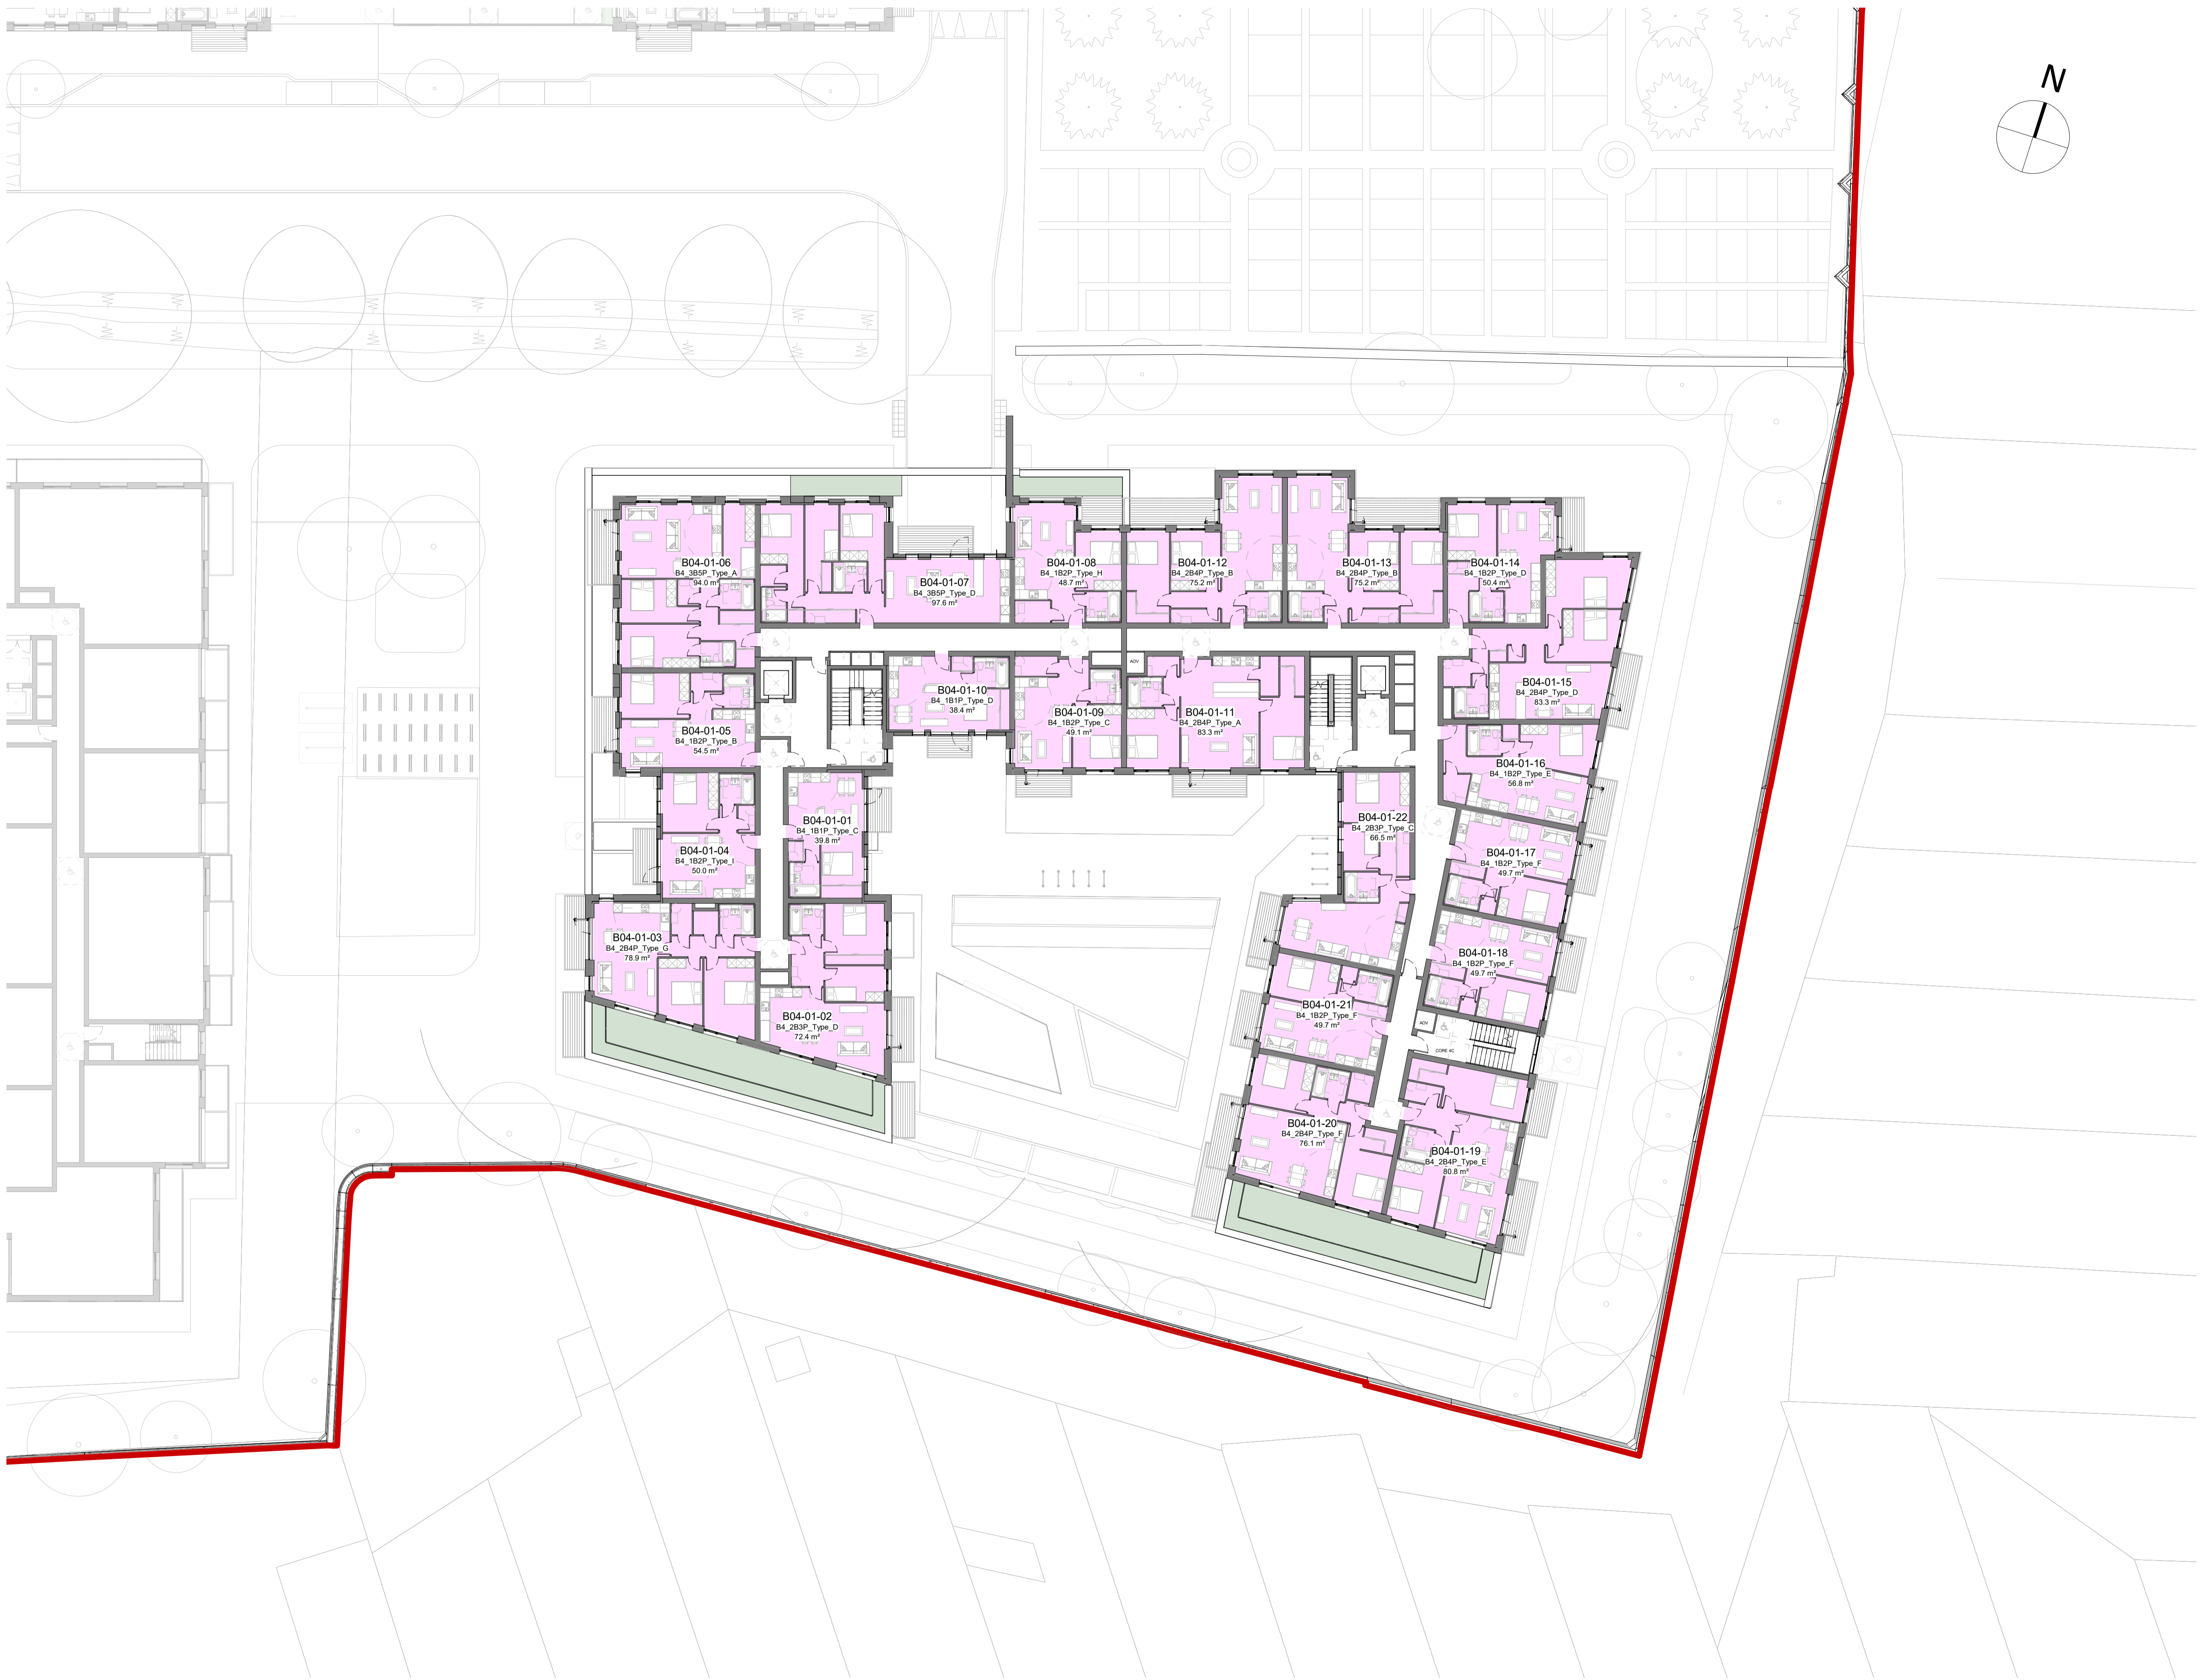 N
B04-01-06
B4_3B5P_Type_A
94.0 m²
B04-01-07
B4_3B5P_Type_D
97.6 m²
B04-01-08
B4_1B2P_Type_H
48.7 m²
B04-01-12
B4_2B4P_Type_B
75.2 m²
B04-01-13
B4_2B4P_Type_B
75.2 m²
B04-01-14
B4_1B2P_Type_D
50.4 m²
B04-01-05
B4_1B2P_Type_B
54.5 m²
B04-01-10
B4_1B1P_Type_D
38.4 m²
B04-01-09
B4_1B2P_Type_C
49.1 m²
AOV
B04-01-11
B4_2B4P_Type_A
83.3 m²
B04-01-15
B4_2B4P_Type_D
83.3 m²
B04-01-16
B4_1B2P_Type_E
56.8 m²
B04-01-01
B4_1B1P_Type_C
39.8 m²
B04-01-04
B4_1B2P_Type_I
50.0 m²
B04-01-22
B4_2B3P_Type_C
66.5 m²
B04-01-17
B4_1B2P_Type_F
49.7 m²
B04-01-03
B4_2B4P_Type_G
78.9 m²
B04-01-18
B4_1B2P_Type_F
49.7 m²
B04-01-02
B4_2B3P_Type_D
72.4 m²
B04-01-21
B4_1B2P_Type_F
49.7 m²
AOV
CORE 4C
B04-01-20
B4_2B4P_Type_F
76.1 m²
B04-01-19
B4_2B4P_Type_E
80.8 m²